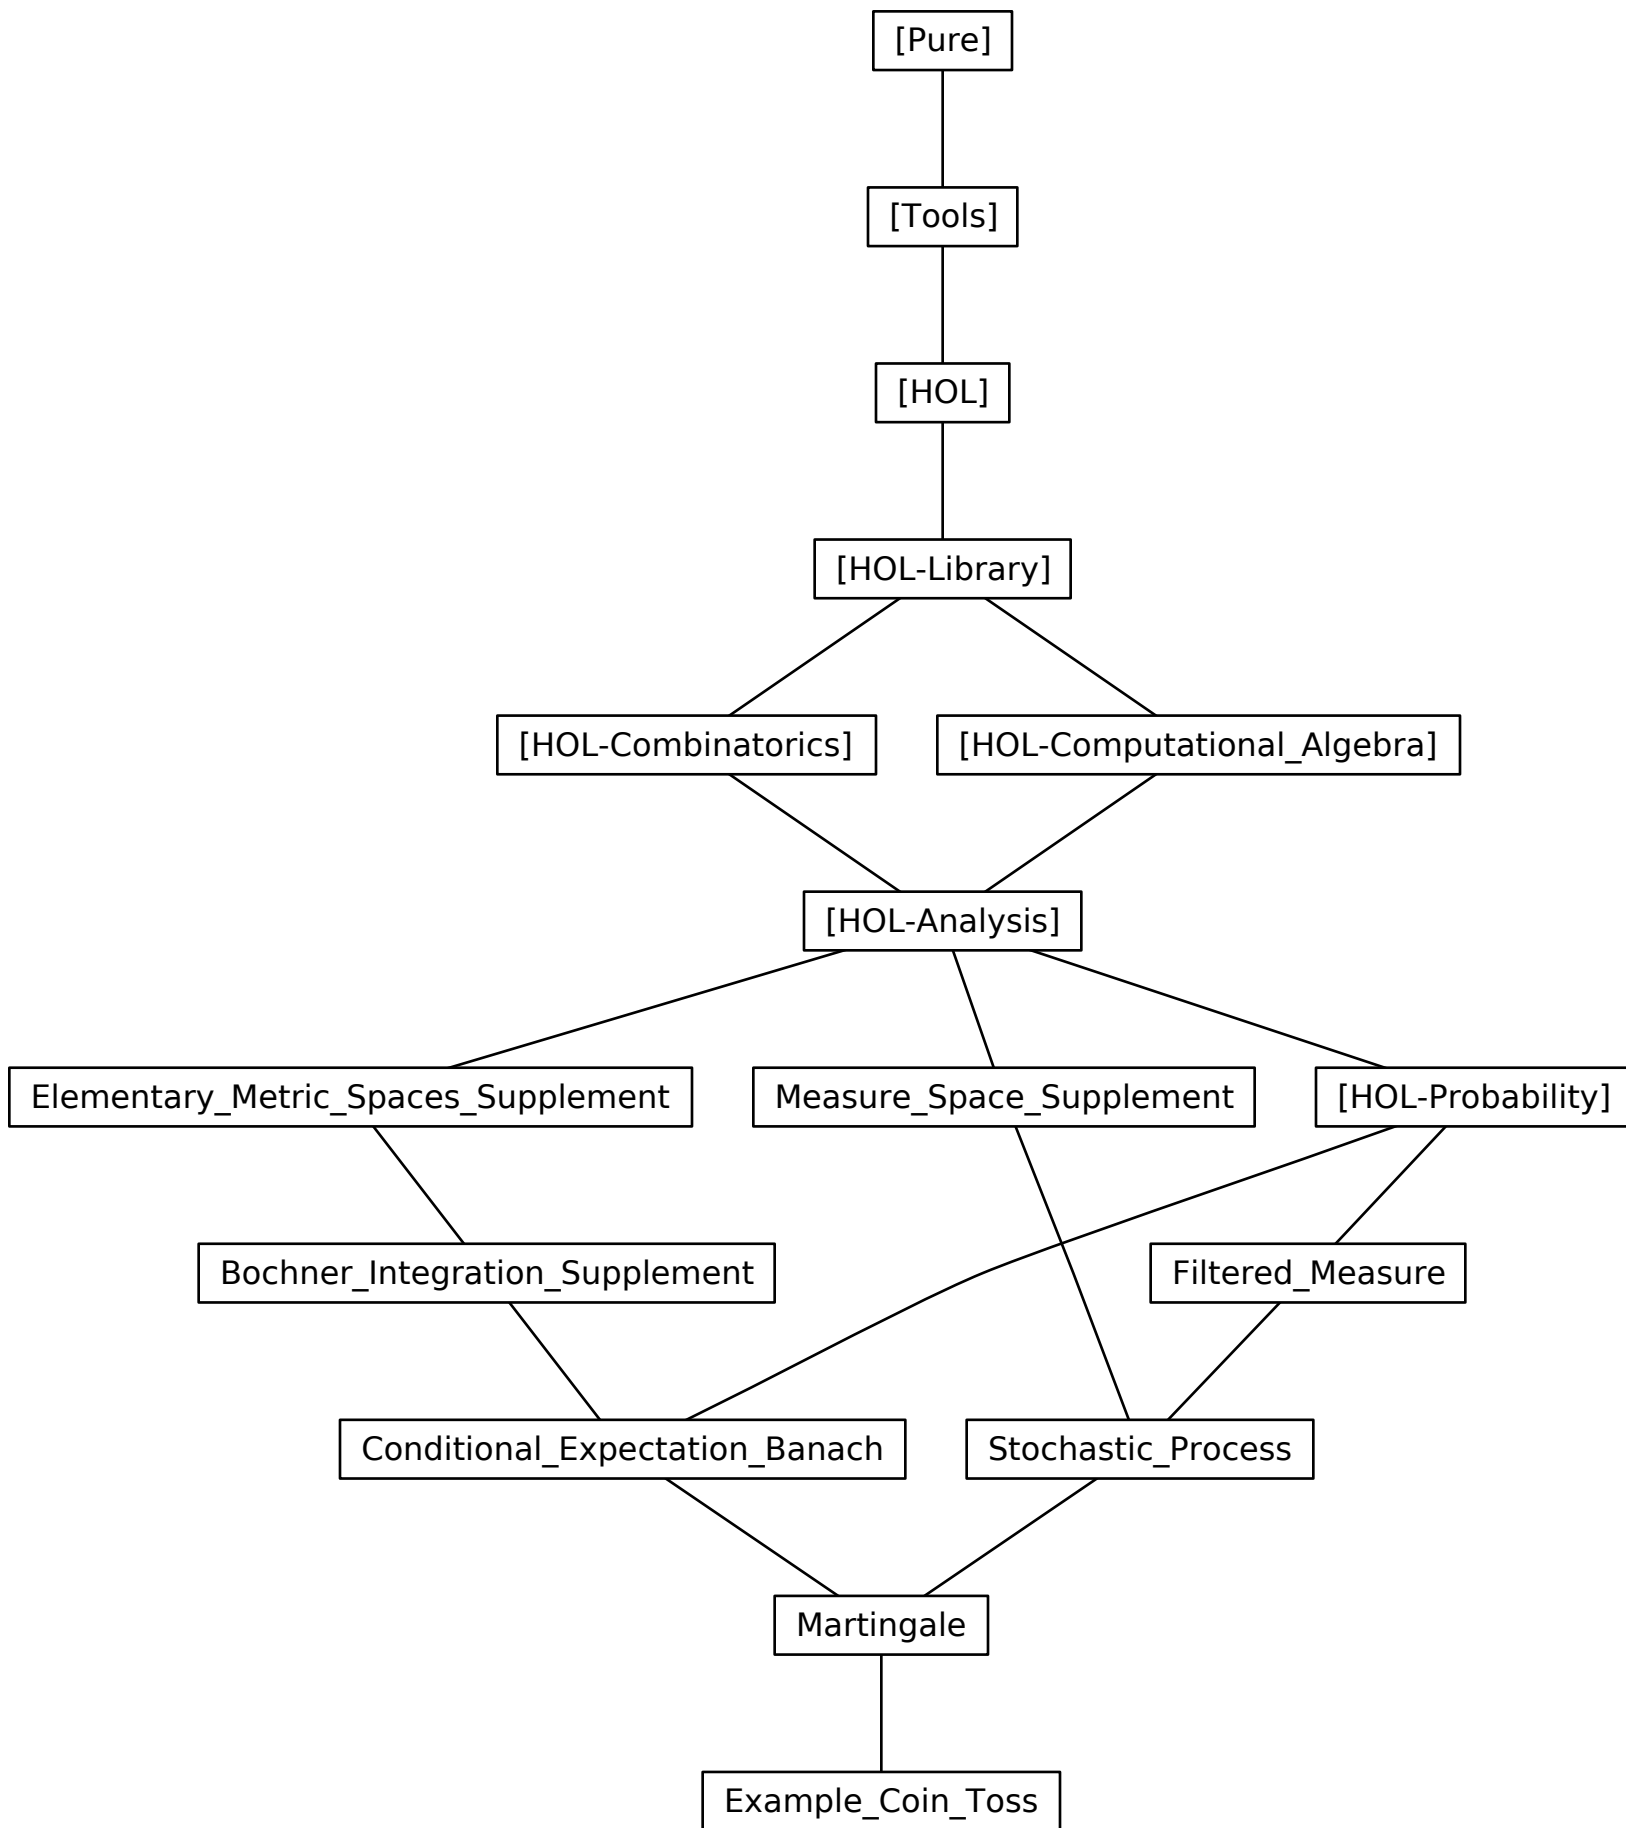 [Pure]
[Tools]
[HOL]
[HOL-Library]
[HOL-Combinatorics]
[HOL-Computational_Algebra]
[HOL-Analysis]
Elementary_Metric_Spaces_Supplement
Measure_Space_Supplement
[HOL-Probability]
Bochner_Integration_Supplement
Filtered_Measure
Conditional_Expectation_Banach
Stochastic_Process
Martingale
Example_Coin_Toss